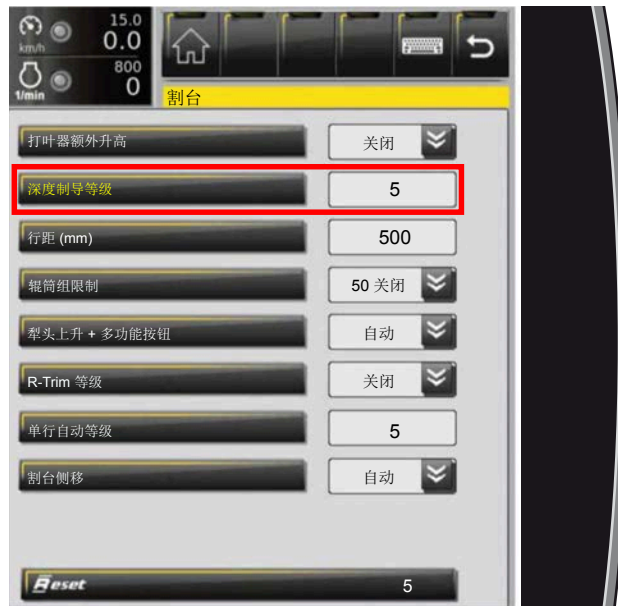 15.0
km/h 0.0
800
1/min 0
割台
打叶器额外升高 关闭
深度制导等级 5
行距 (mm) 500
辊筒组限制 50 关闭
犁头上升 + 多功能按钮 自动
R-Trim 等级 关闭
单行自动等级 5
割台侧移 自动
Reset 5